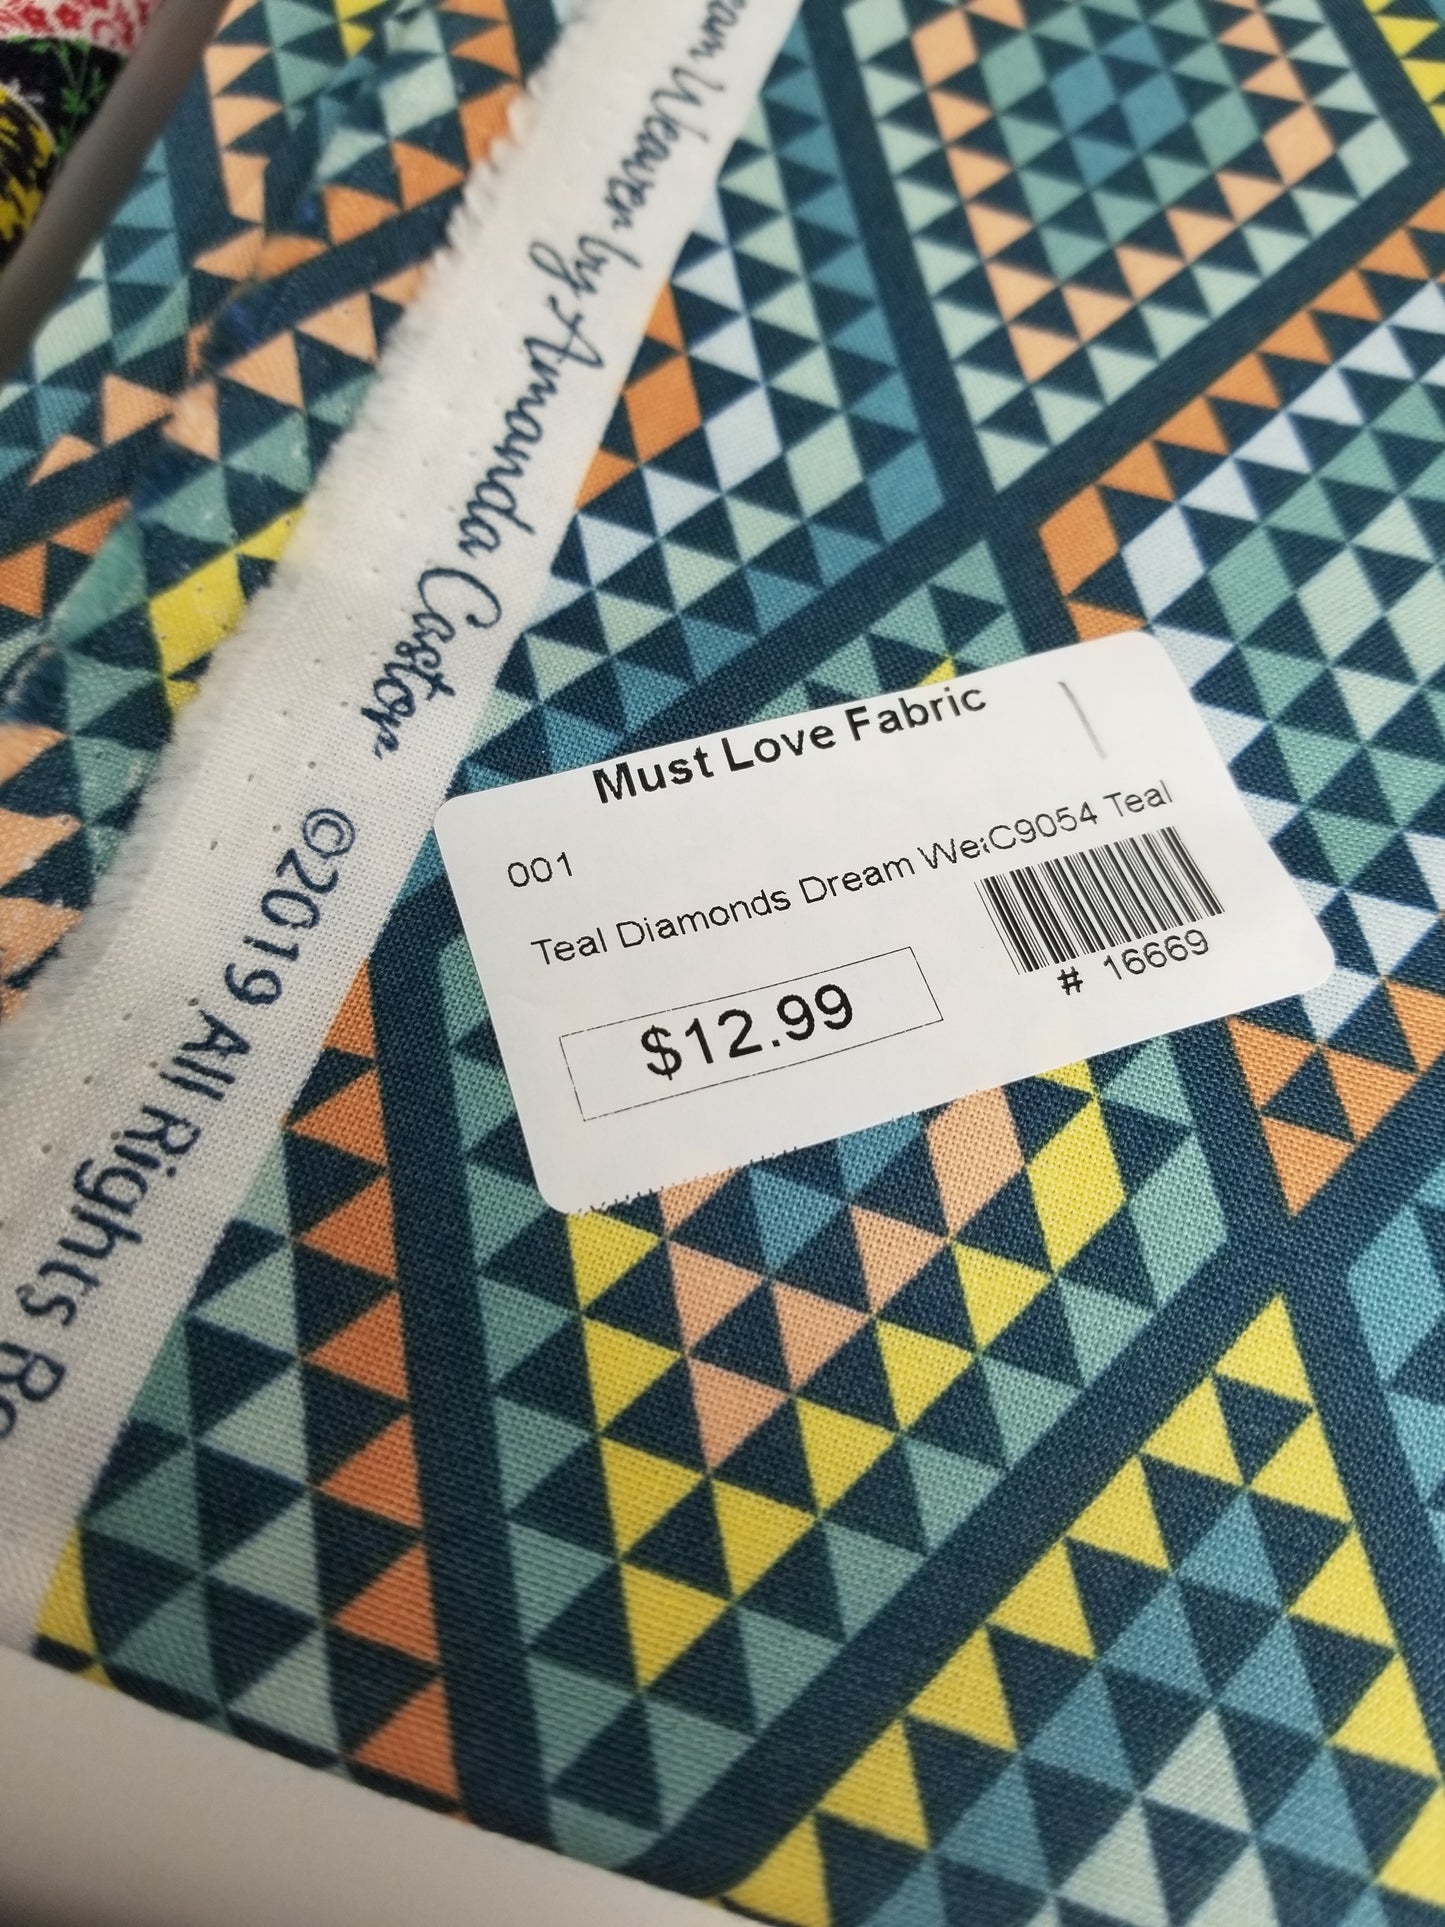 Weaver by Amanda Castor
©2019 All Rights
Must Love Fabric
001
Teal Diamonds Dream
C9054 Teal
$12.99
# 16669